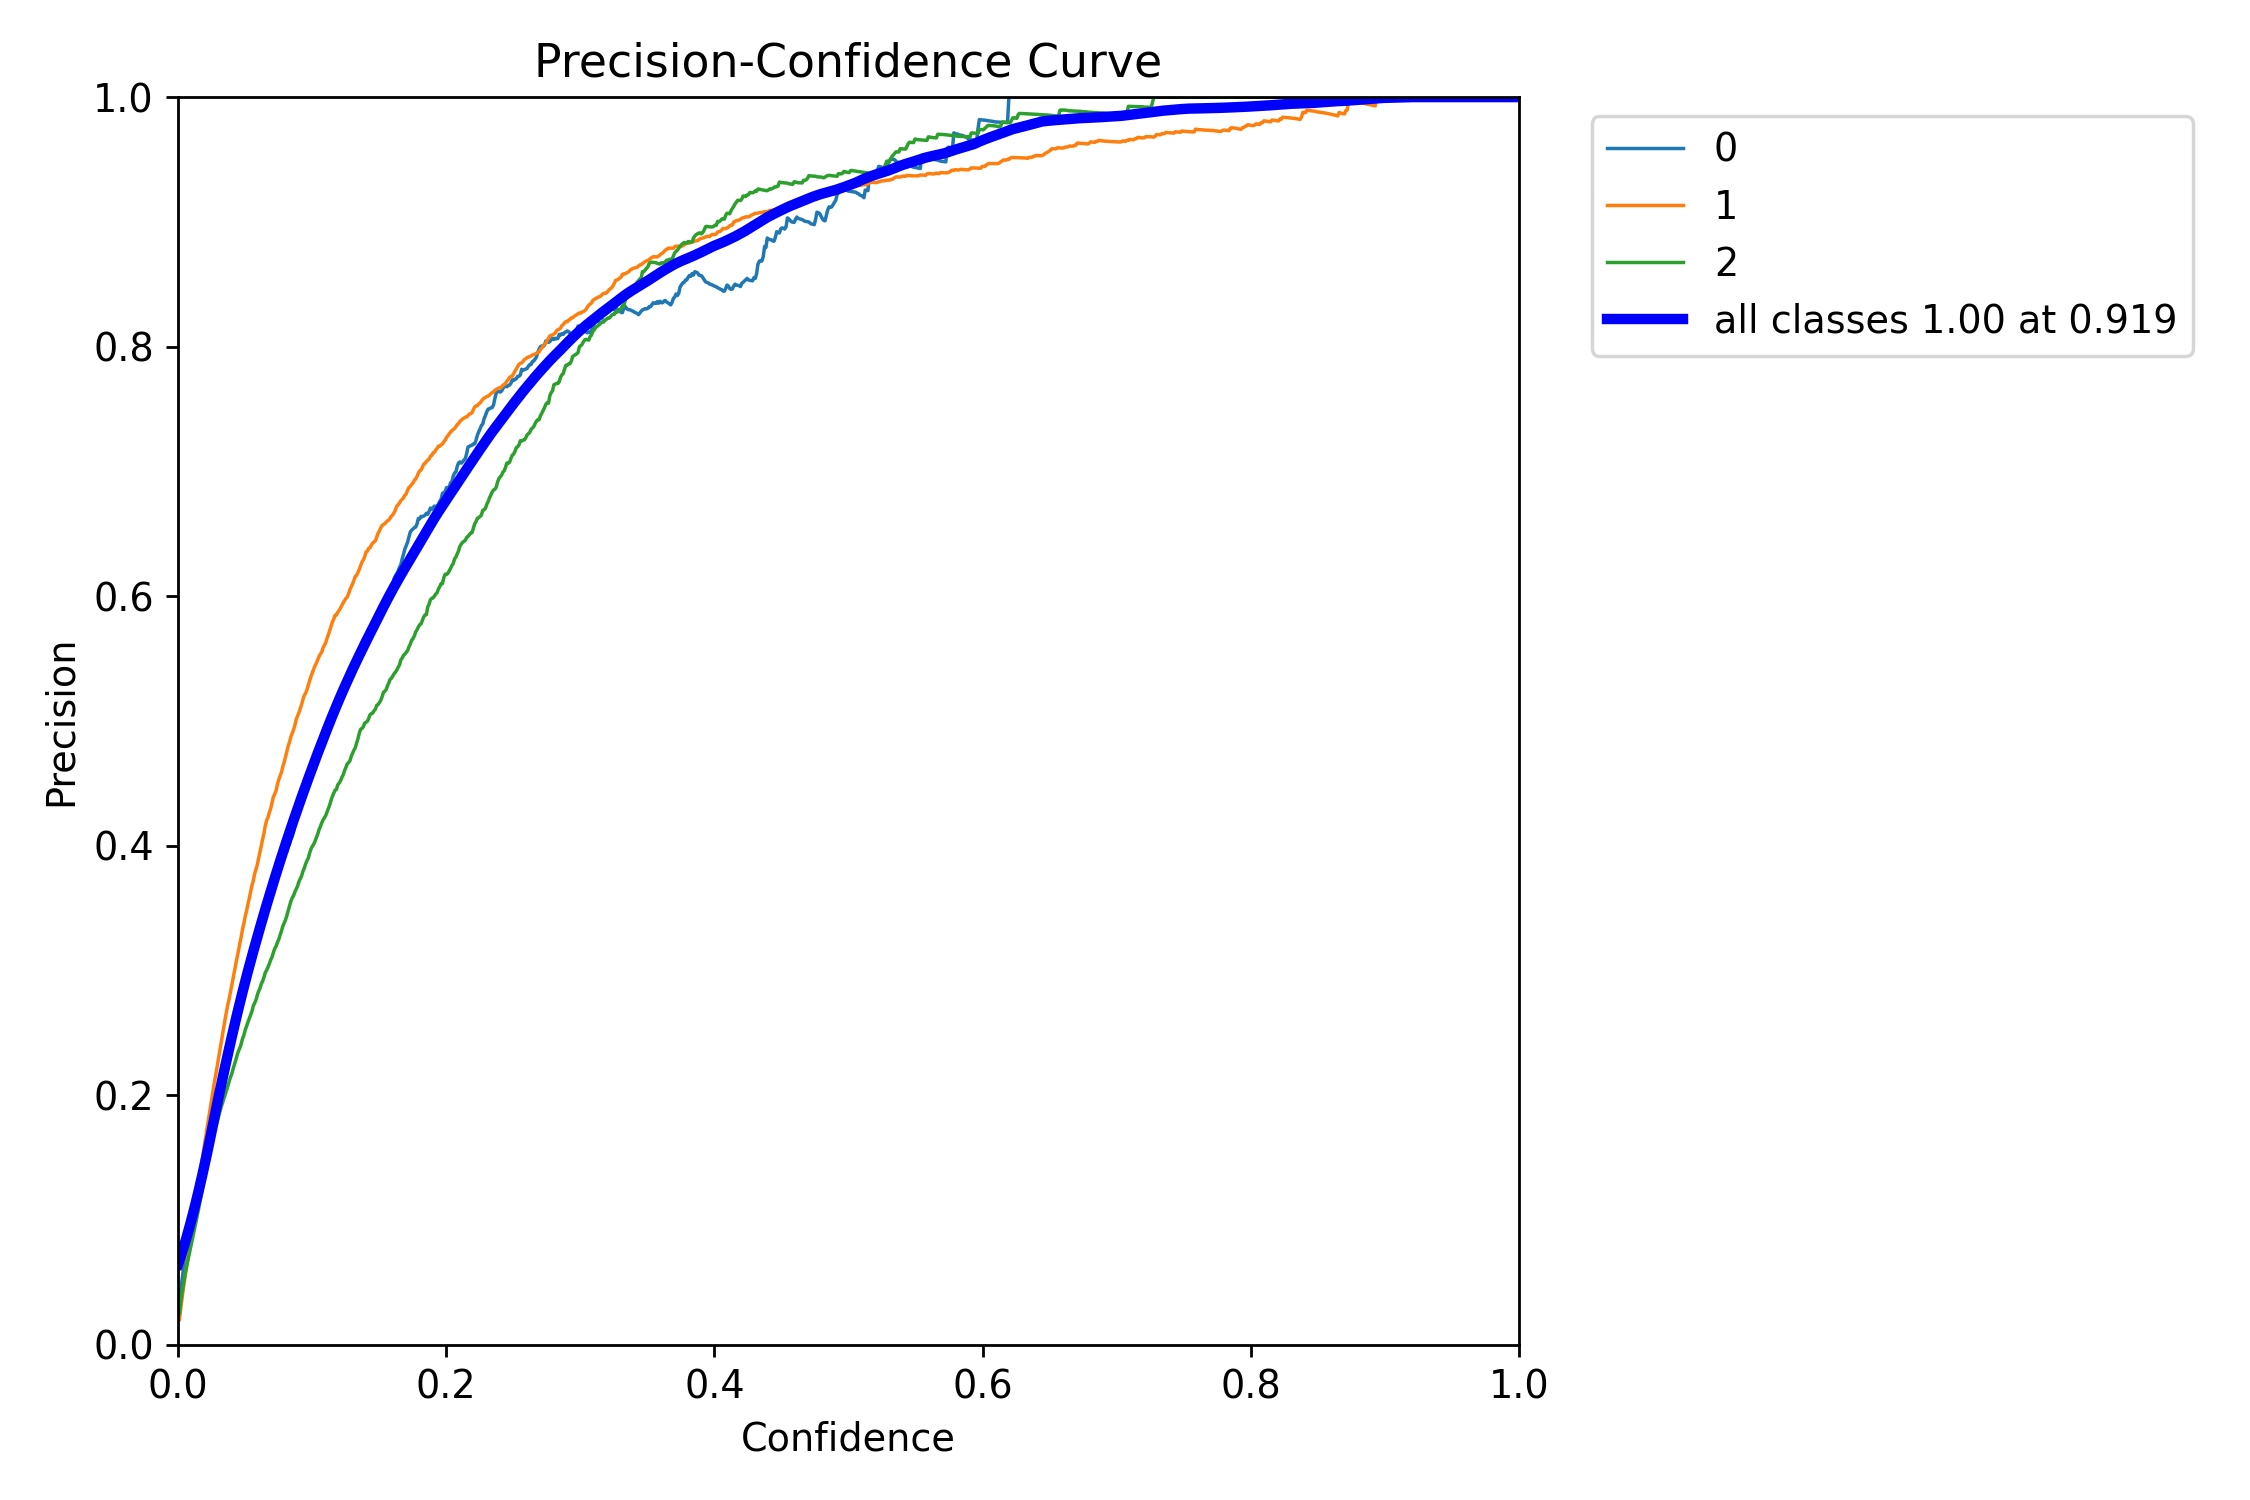 Precision-Confidence Curve
1.0
0.8
0.6
0.4
0.2
0.0
Precision
0.0 0.2 0.4 0.6 0.8 1.0
Confidence
0
1
2
all classes 1.00 at 0.919